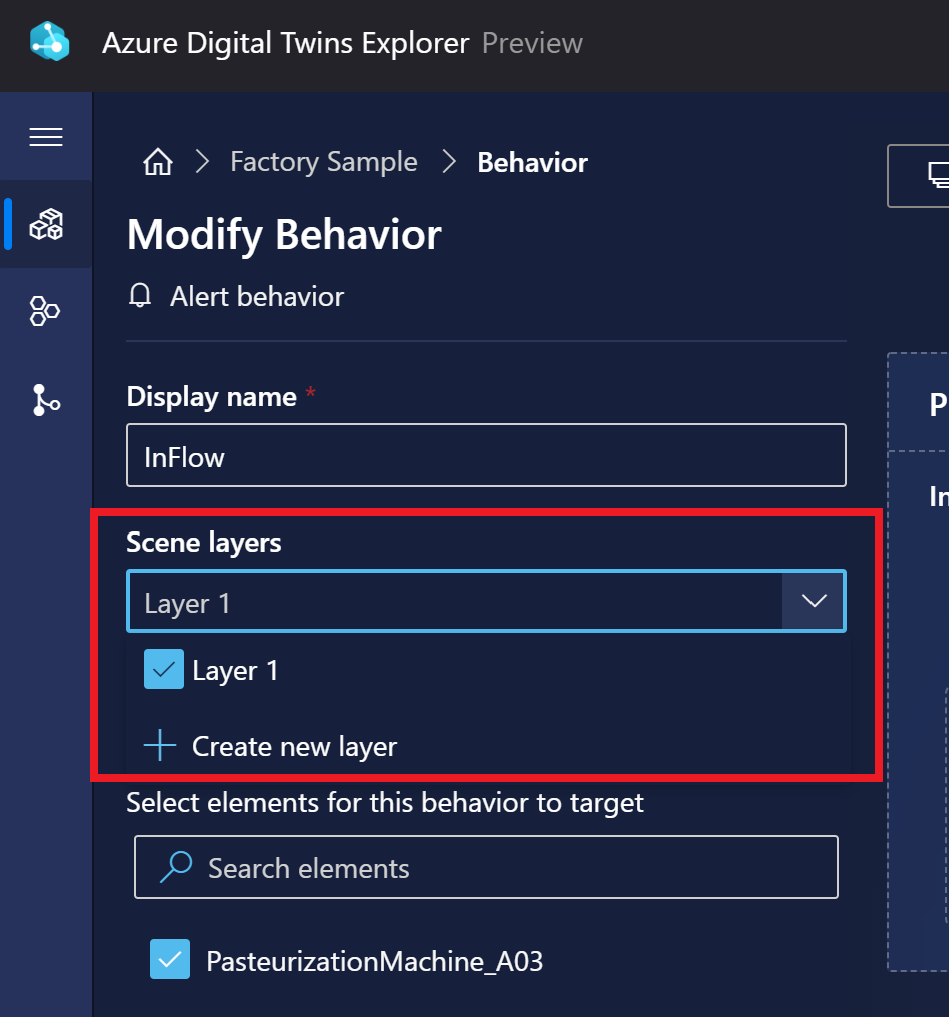 Azure Digital Twins Explorer Preview
Factory Sample Behavior
Modify Behavior
Alert behavior
Display name *
InFlow
Scene layers
Layer 1
Layer 1
Create new layer
Select elements for this behavior to target
Search elements
PasteurizationMachine_A03